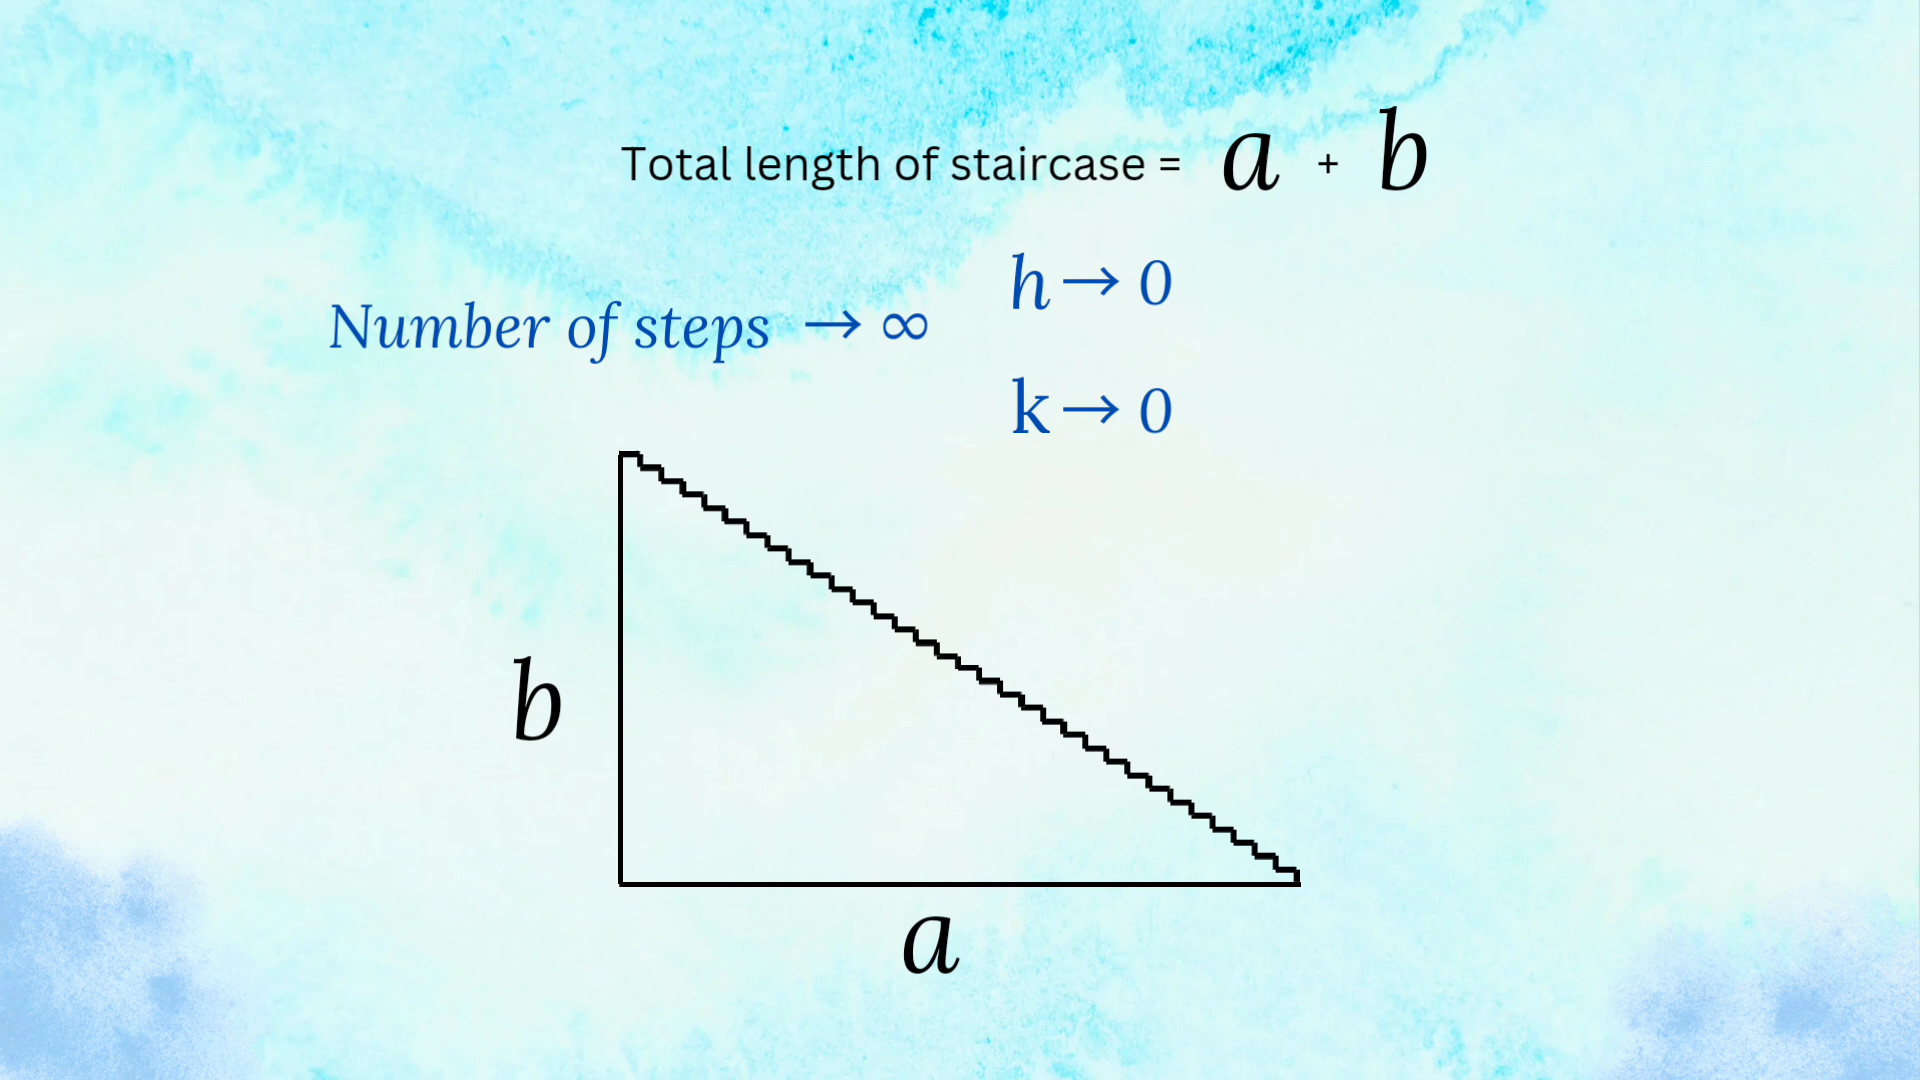 Total length of staircase = a + b
h → 0
Number of steps → ∞
k → 0
b
a